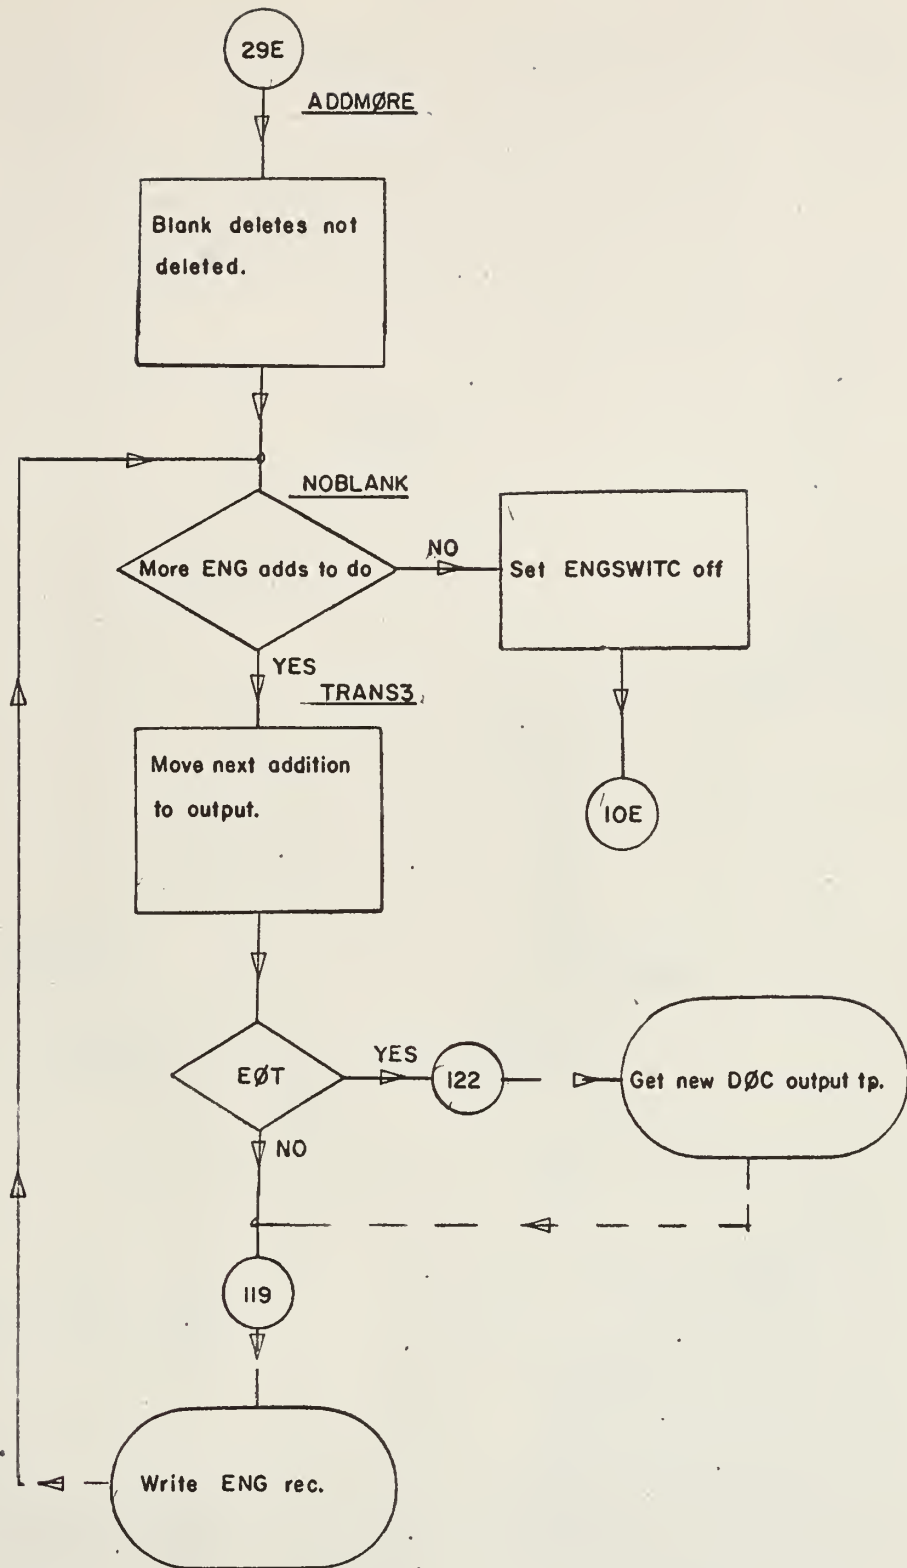 29E
ADDMØRE
Blank deletes not
deleted.
NOBLANK
More ENG adds to do
NO
Set ENGSWITC off
YES
TRANS3
10E
Move next addition
to output.
EØT
YES
122
Get new DØC output tp.
NO
119
Write ENG rec.